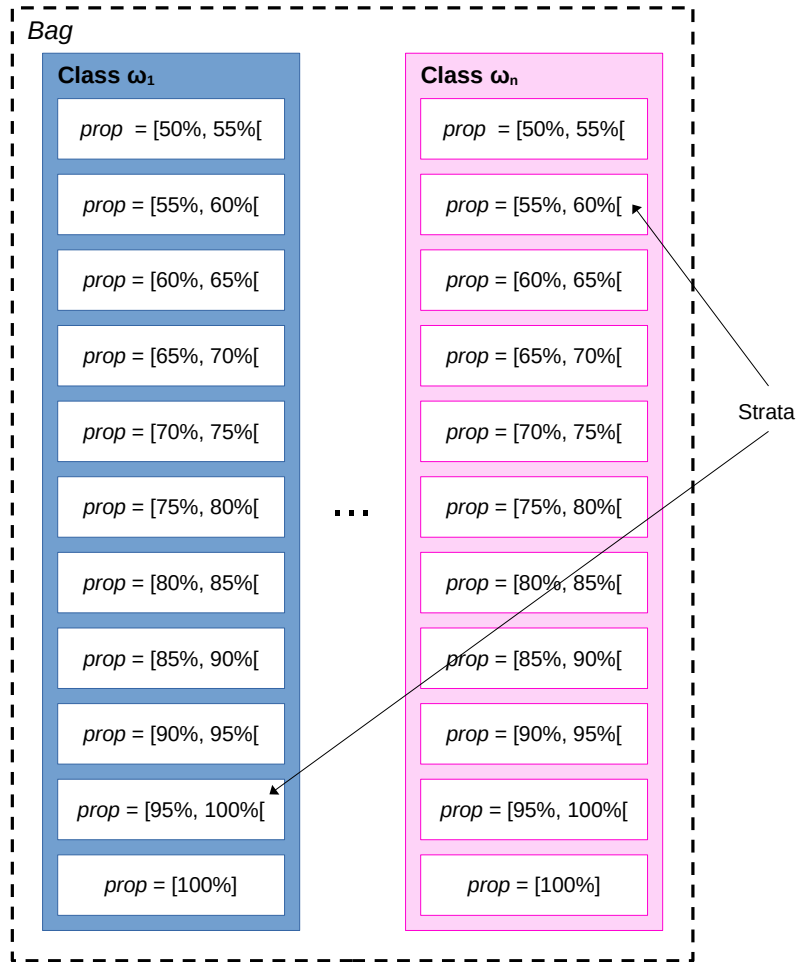 Bag
Class ω₁
prop = [50%, 55%[
prop = [55%, 60%[
prop = [60%, 65%[
prop = [65%, 70%[
prop = [70%, 75%[
prop = [75%, 80%[
prop = [80%, 85%[
prop = [85%, 90%[
prop = [90%, 95%[
prop = [95%, 100%[
prop = [100%]
...
Class ωₙ
prop = [50%, 55%[
prop = [55%, 60%[
prop = [60%, 65%[
prop = [65%, 70%[
prop = [70%, 75%[
prop = [75%, 80%[
prop = [80%, 85%[
prop = [85%, 90%[
prop = [90%, 95%[
prop = [95%, 100%[
prop = [100%]
Strata